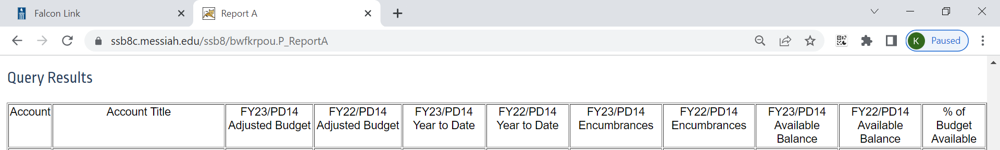 Falcon Link
Report A
ssb8c.messiah.edu/ssb8/bwfkrpou.P_ReportA
K
Paused
Query Results
Account
Account Title
FY23/PD14
Adjusted Budget
FY22/PD14
Adjusted Budget
FY23/PD14
Year to Date
FY22/PD14
Year to Date
FY23/PD14
Encumbrances
FY22/PD14
Encumbrances
FY23/PD14
Available
Balance
FY22/PD14
Available
Balance
% of
Budget
Available